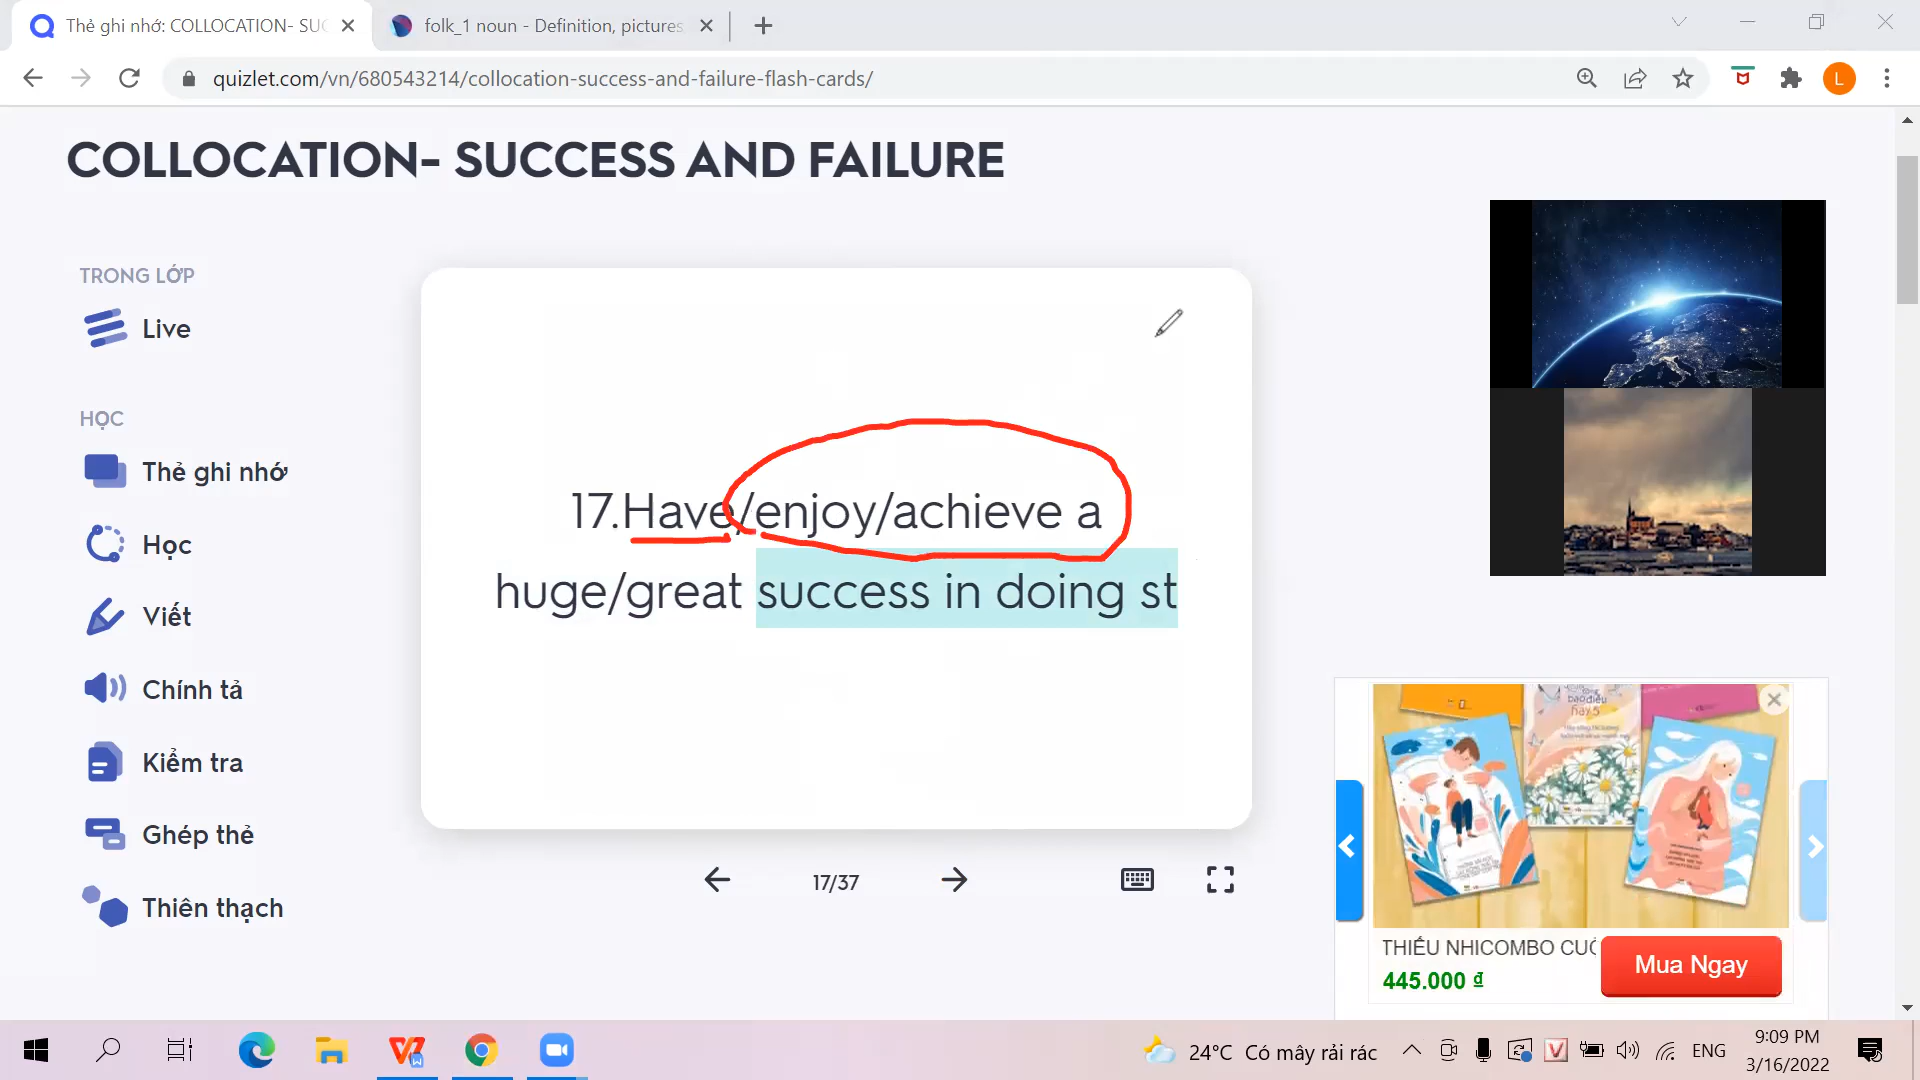 Thẻ ghi nhớ: COLLOCATION- SUC
folk_1 noun - Definition, pictures
quizlet.com/vn/680543214/collocation-success-and-failure-flash-cards/
L
COLLOCATION- SUCCESS AND FAILURE
TRONG LỚP
Live
HỌC
Thẻ ghi nhớ
Học
Viết
Chính tả
Kiểm tra
Ghép thẻ
Thiên thạch
17.Have/enjoy/achieve a
huge/great success in doing st
17/37
THIẾU NHICOMBO CUỐ
445.000 ₫
Mua Ngay
24°C Có mây rải rác
ENG
9:09 PM
3/16/2022